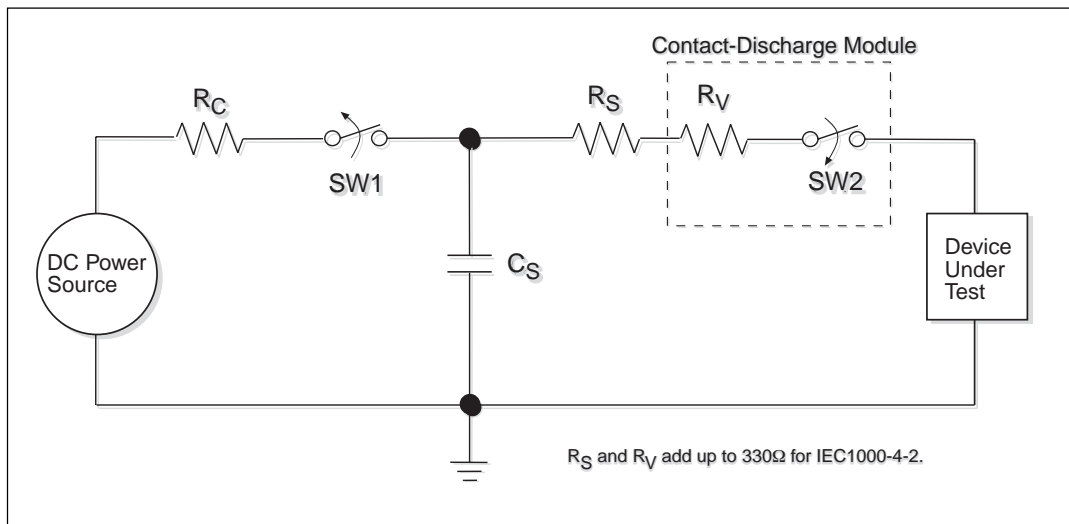 Contact-Discharge Module
RC
RS
RV
SW1
SW2
DC Power
Source
CS
Device
Under
Test
RS and RV add up to 330Ω for IEC1000-4-2.